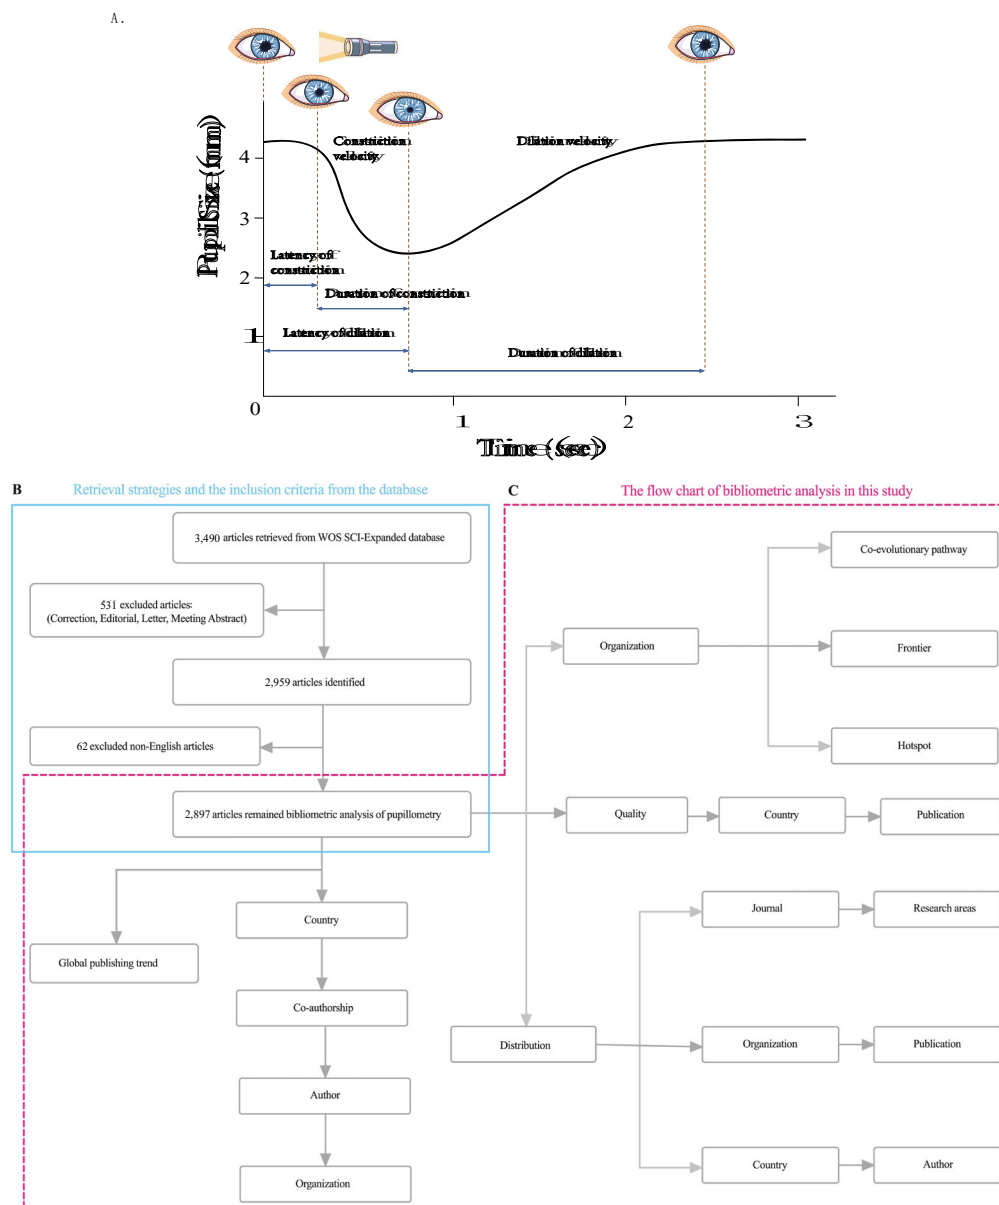 A.
Constriction
velocity
Dilation velocity
Pupil Size (mm)
4
3
2
1
0
Latency of
constriction
Duration of constriction
Latency of dilation
Duration of dilation
1
2
3
Time (sec)
B
Retrieval strategies and the inclusion criteria from the database
3,490 articles retrieved from WOS SCI-Expanded database
531 excluded articles:
(Correction, Editorial, Letter, Meeting Abstract)
2,959 articles identified
62 excluded non-English articles
2,897 articles remained bibliometric analysis of pupillometry
Global publishing trend
Country
Co-authorship
Author
Organization
C
The flow chart of bibliometric analysis in this study
Co-evolutionary pathway
Organization
Frontier
Hotspot
Quality
Country
Publication
Journal
Research areas
Distribution
Organization
Publication
Country
Author